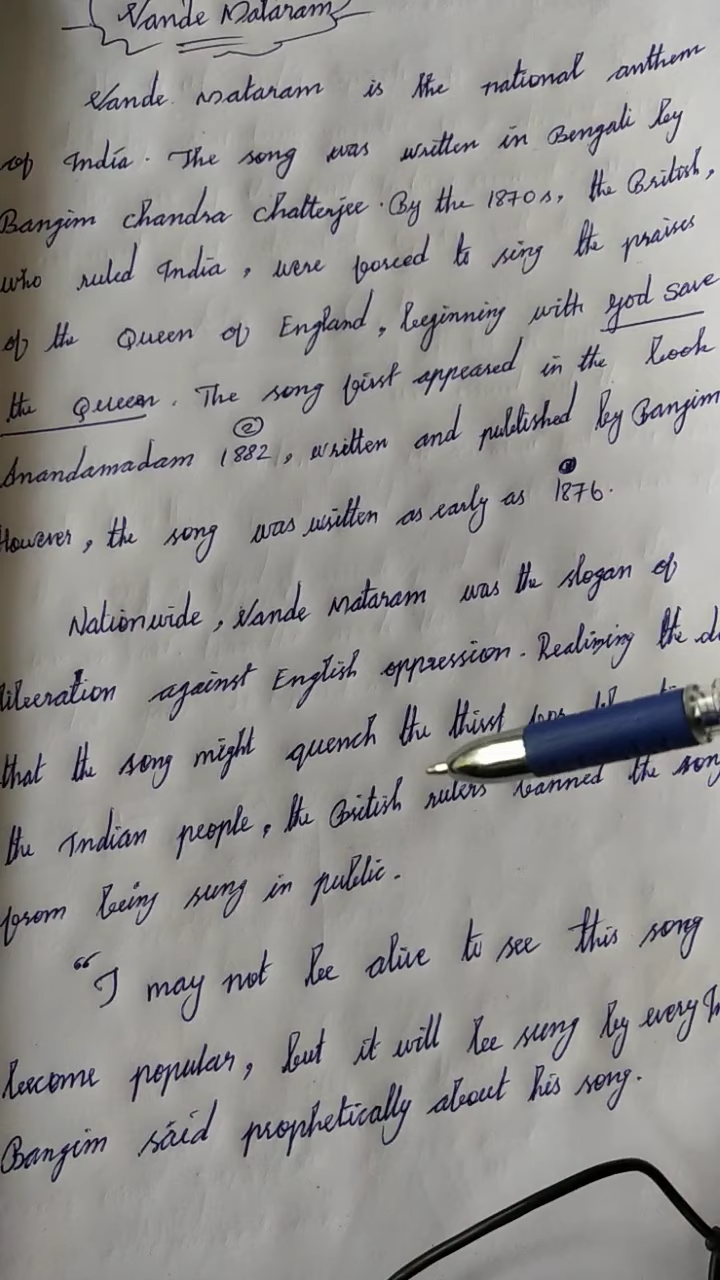 Vande Mataram
Vande Mataram is the national anthem
of India. The song was written in Bengali by
Bangim chandra chatterjee. By the 1870s, the British,
who ruled India, were forced to sing the praises
of the Queen of England, beginning with god save
the Queen. The song first appeared in the book
2
Anandamadam 1882, written and published by Bangim
However, the song was written as early as 1876.
Nationwide, Vande Mataram was the slogan of
liberation against English oppression. Realizing the
that the song might quench the thirst
the Indian people, the British rulers banned the song
from being sung in public.
"I may not be alive to see this song
become popular, but it will be sung by every
Bangim said prophetically about his song.